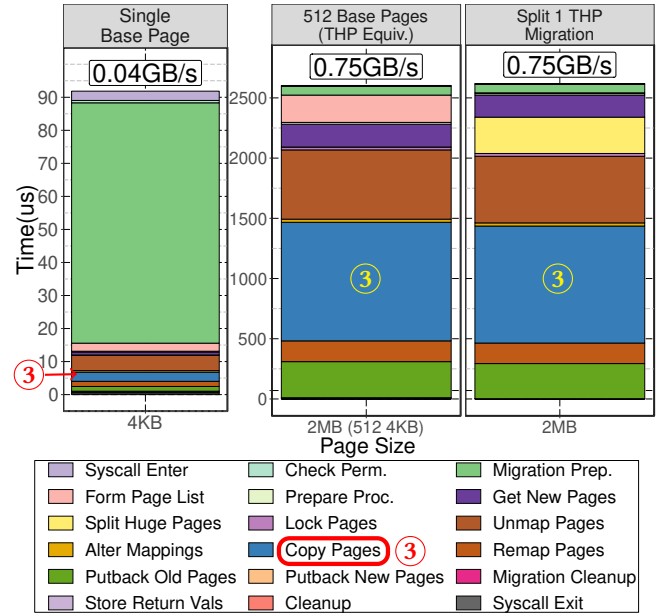 Single
Base Page
512 Base Pages
(THP Equiv.)
Split 1 THP
Migration
0.04GB/s
0.75GB/s
0.75GB/s
Time(us)
90
80
70
60
50
40
30
20
10
0
2500
2000
1500
1000
500
0
3
3
3
4KB
2MB (512 4KB)
2MB
Page Size
Syscall Enter
Check Perm.
Migration Prep.
Form Page List
Prepare Proc.
Get New Pages
Split Huge Pages
Lock Pages
Unmap Pages
Alter Mappings
Copy Pages
3
Remap Pages
Putback Old Pages
Putback New Pages
Migration Cleanup
Store Return Vals
Cleanup
Syscall Exit